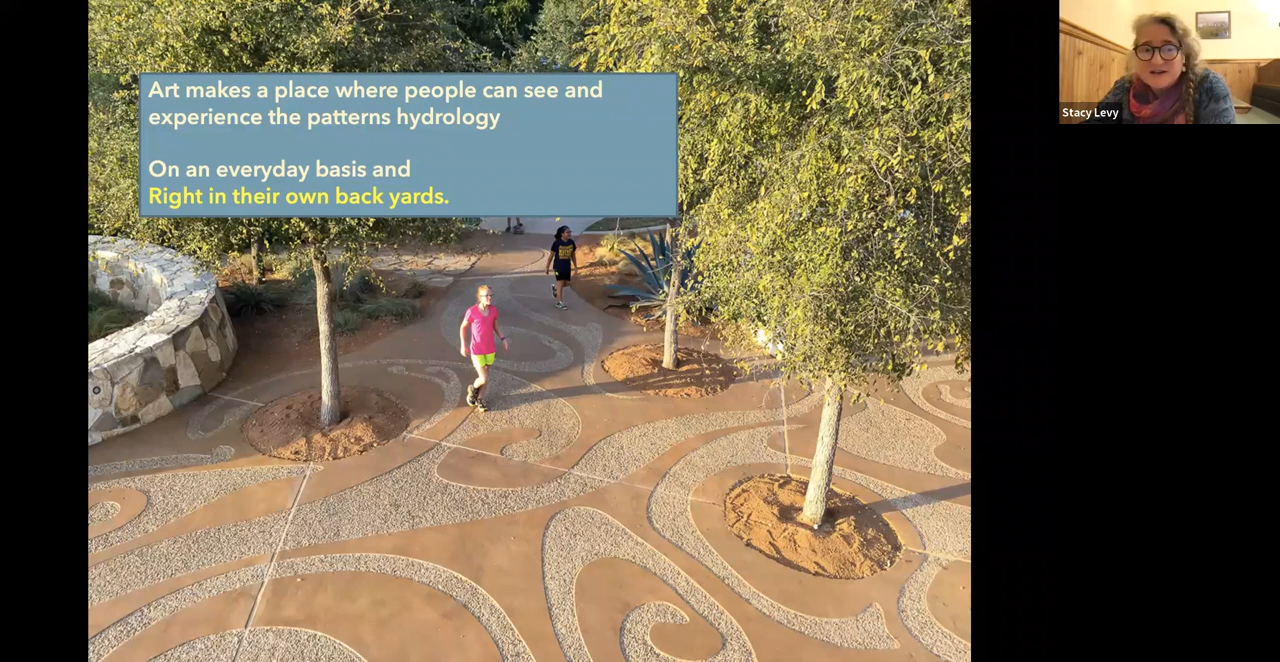 Art makes a place where people can see and
experience the patterns hydrology
On an everyday basis and
Right in their own back yards.
Stacy Levy